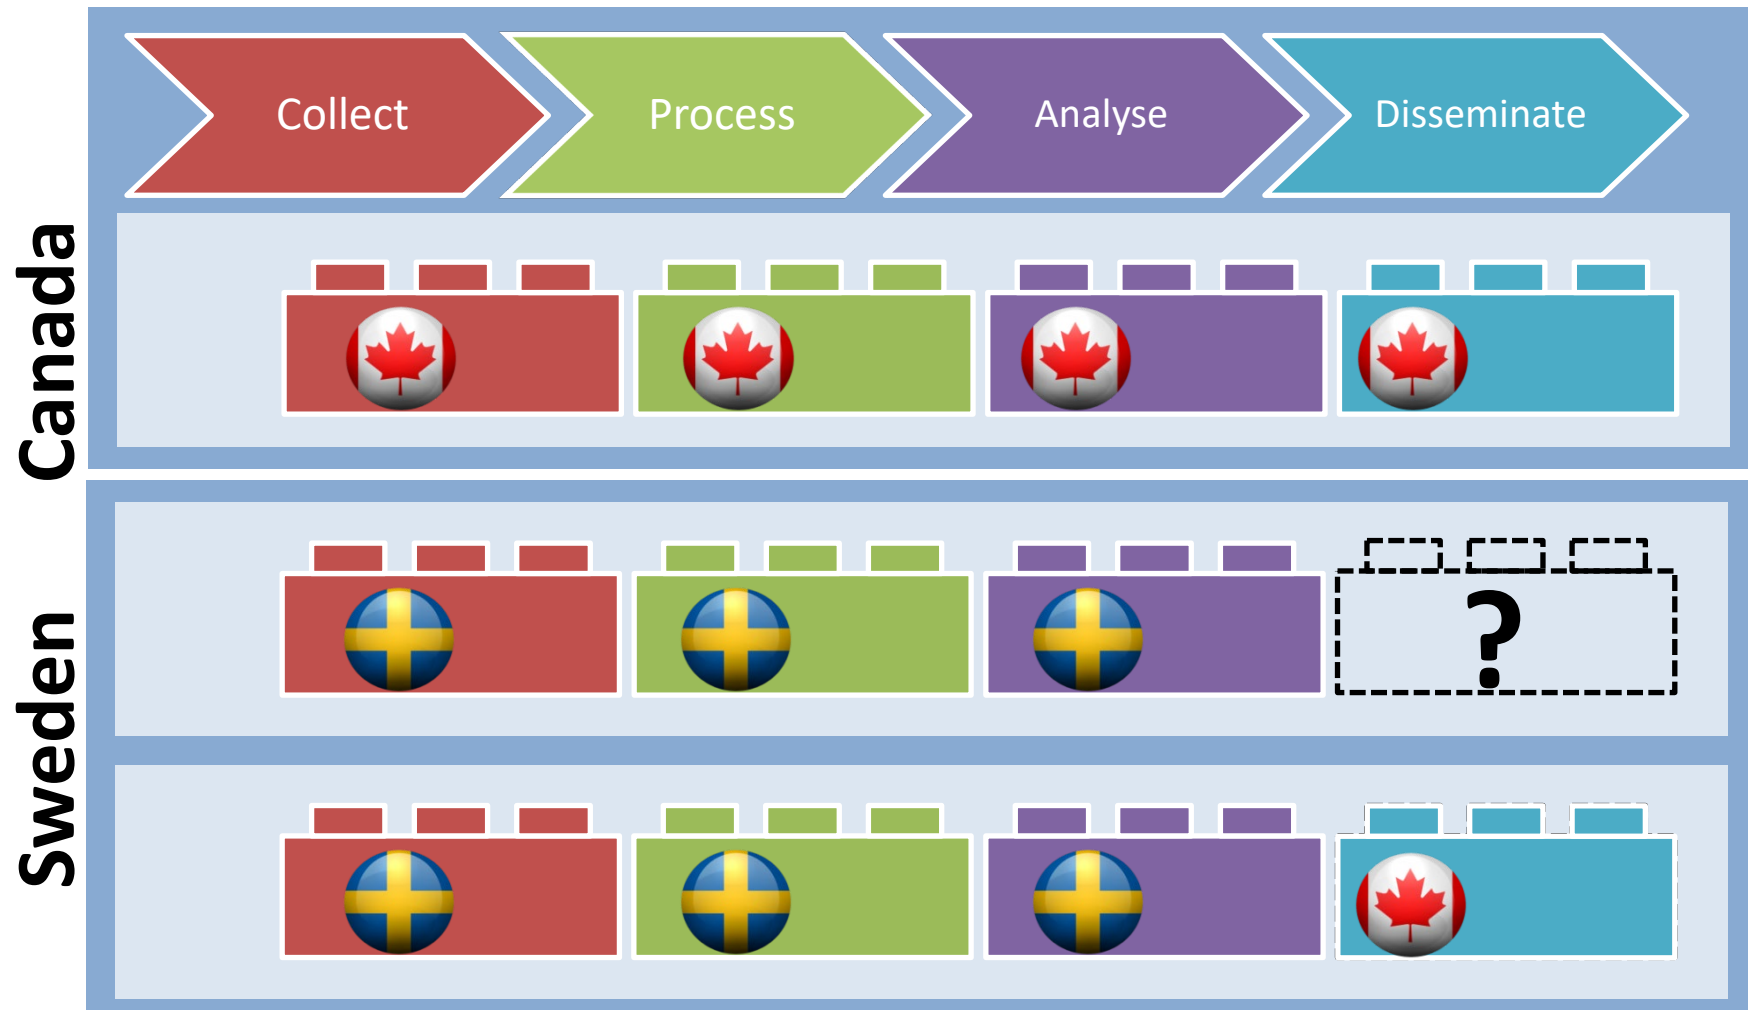 Collect
Process
Analyse
Disseminate
Canada
Sweden
?